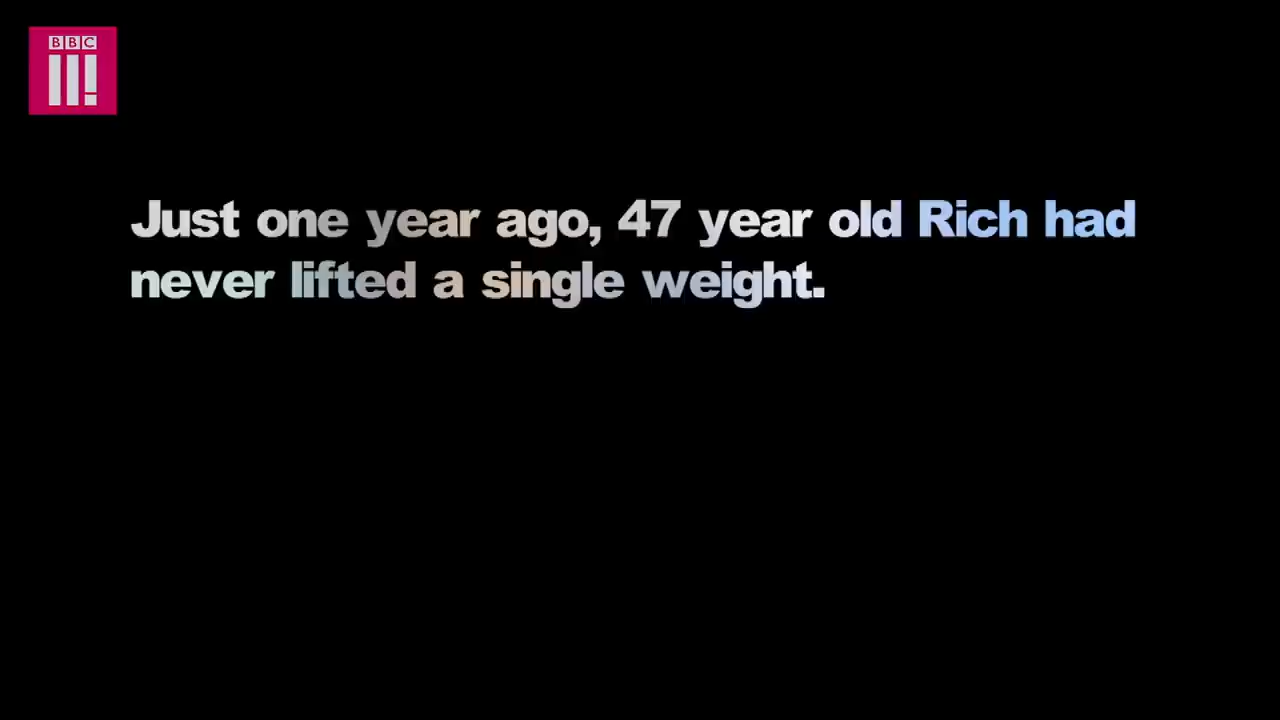 BBC
Just one year ago, 47 year old Rich had
never lifted a single weight.